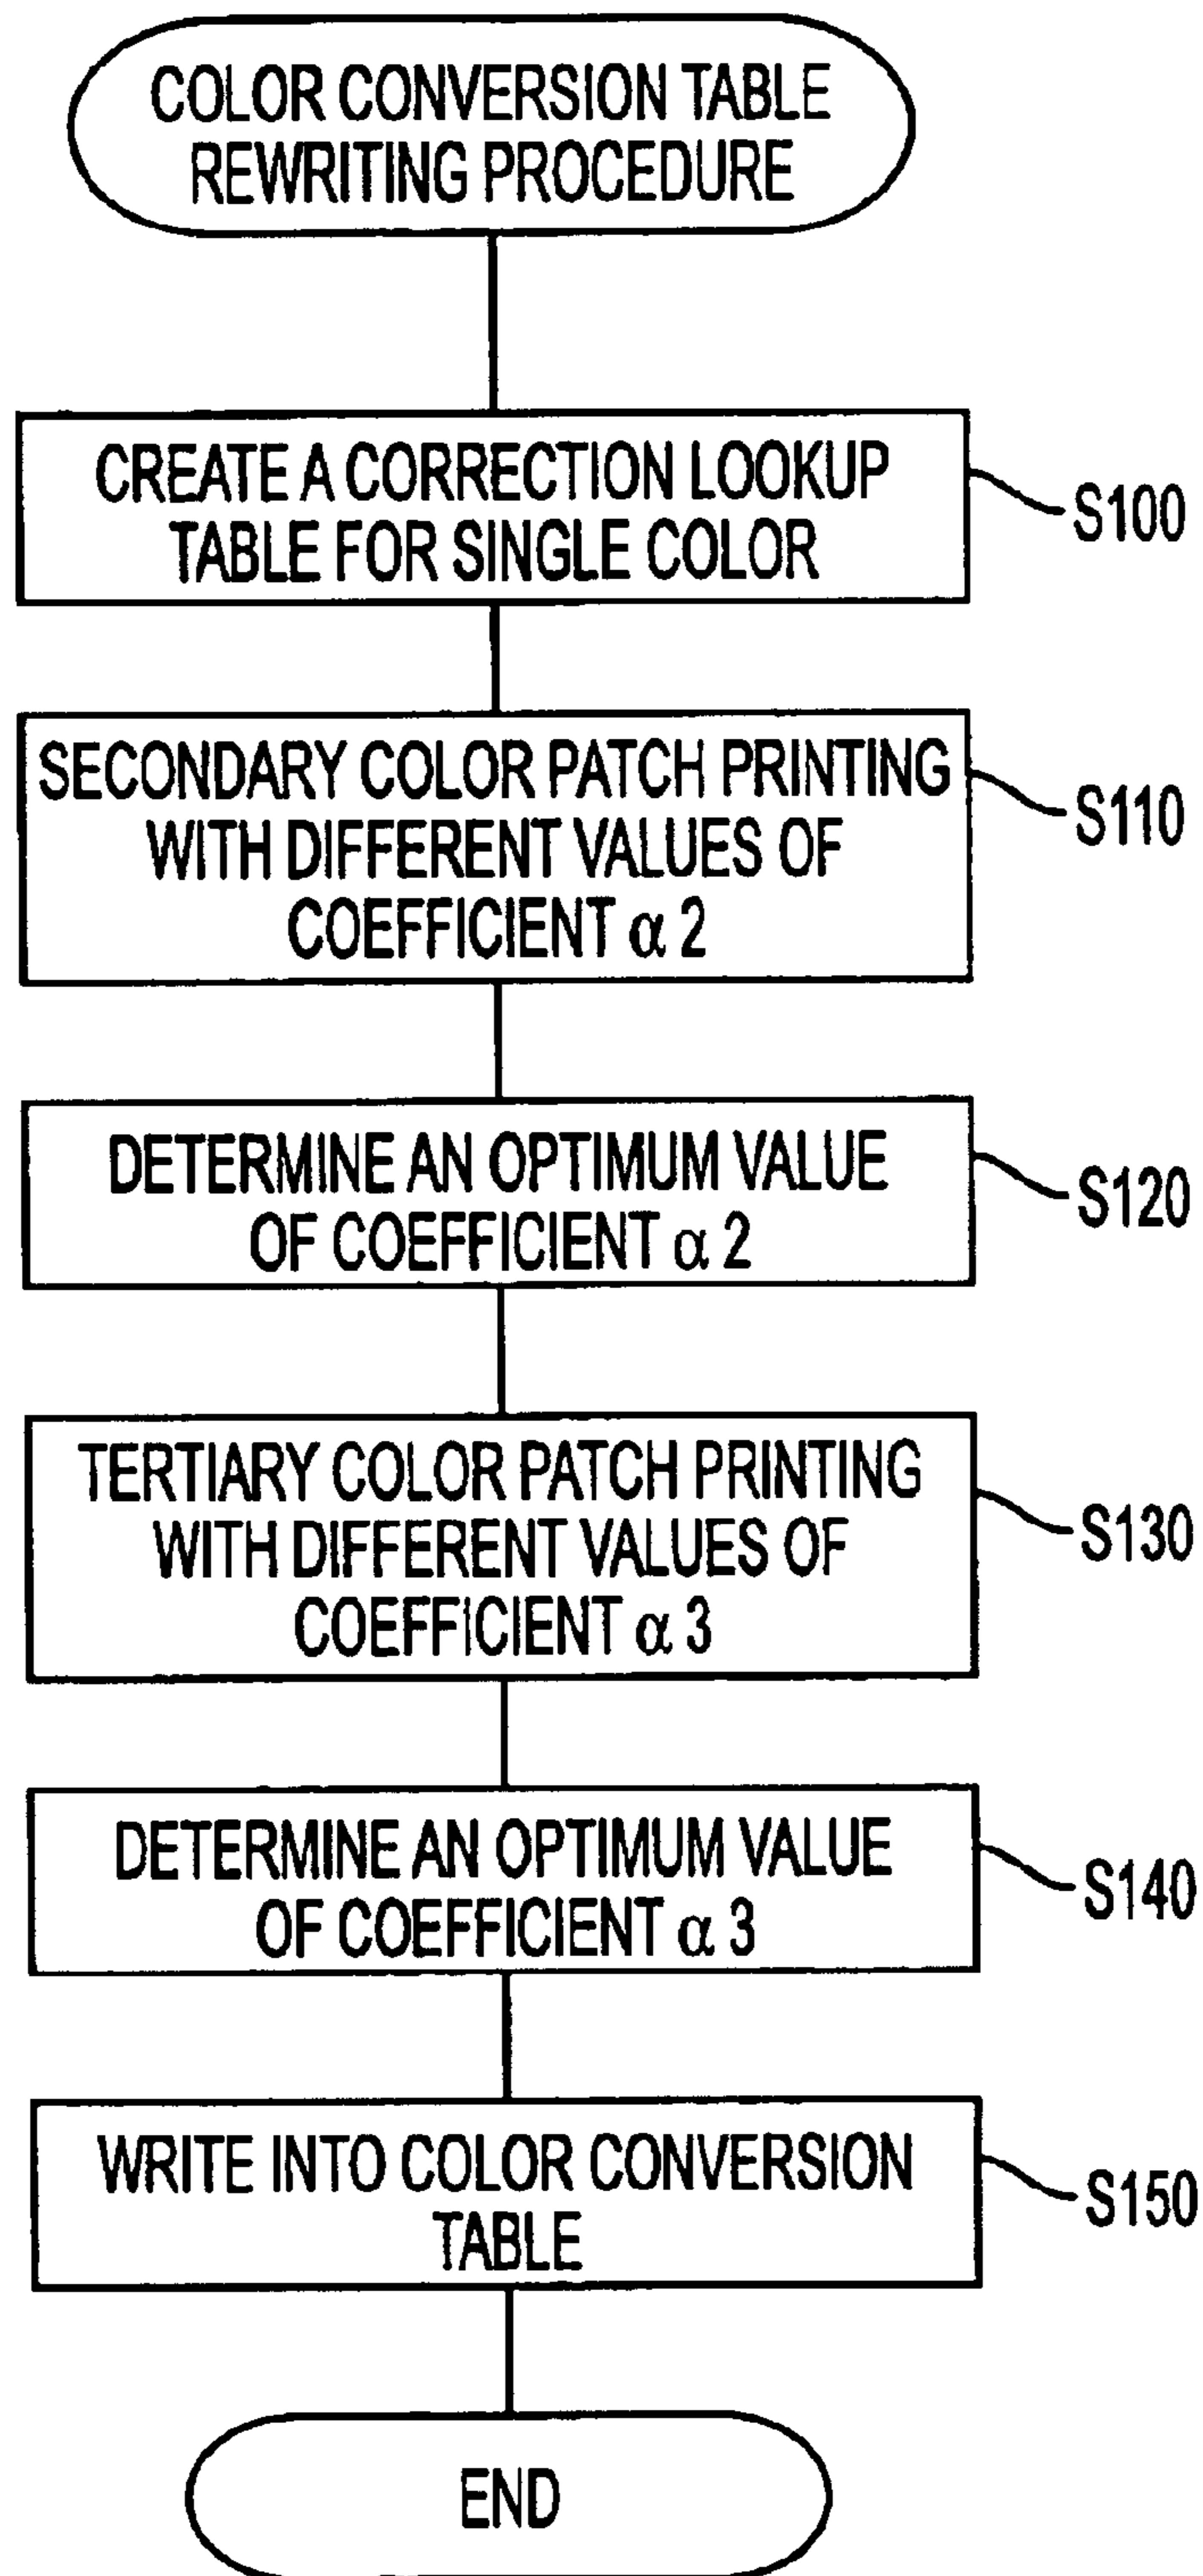 COLOR CONVERSION TABLE
REWRITING PROCEDURE
CREATE A CORRECTION LOOKUP
TABLE FOR SINGLE COLOR
S100
SECONDARY COLOR PATCH PRINTING
WITH DIFFERENT VALUES OF
COEFFICIENT α 2
S110
DETERMINE AN OPTIMUM VALUE
OF COEFFICIENT α 2
S120
TERTIARY COLOR PATCH PRINTING
WITH DIFFERENT VALUES OF
COEFFICIENT α 3
S130
DETERMINE AN OPTIMUM VALUE
OF COEFFICIENT α 3
S140
WRITE INTO COLOR CONVERSION
TABLE
S150
END